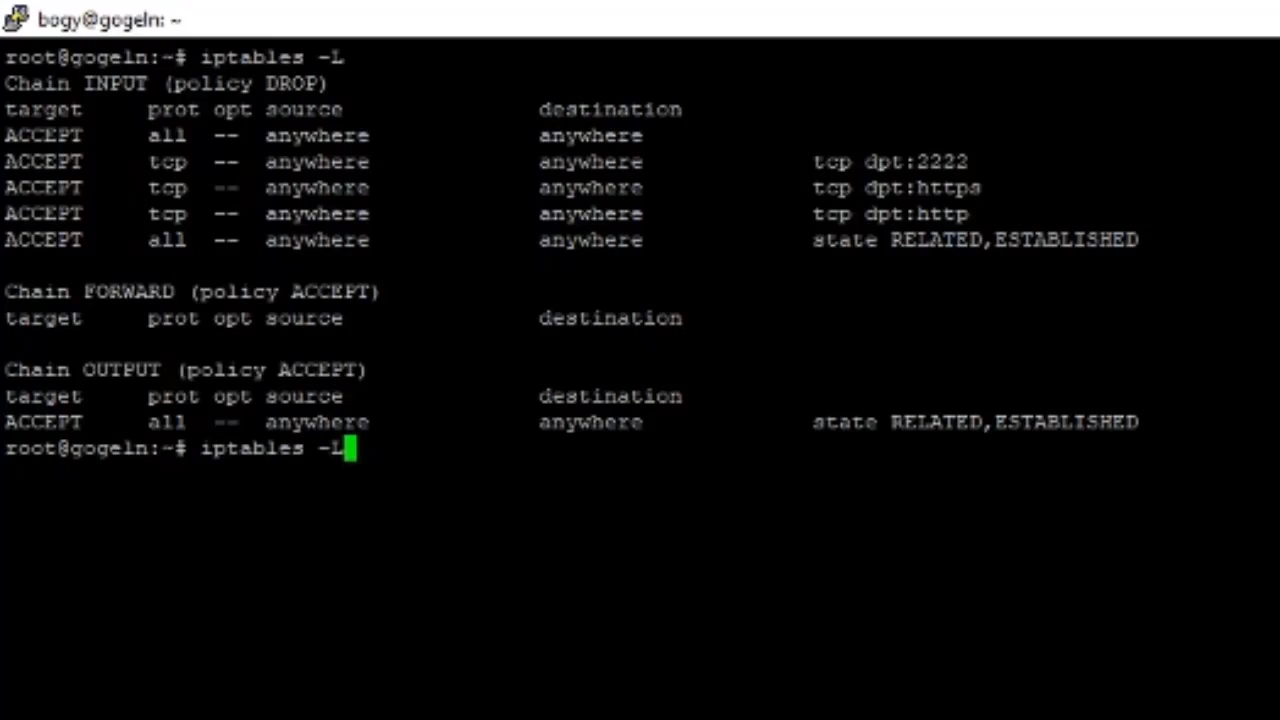 bogy@gogeln: ~
root@gogeln:~# iptables -L
Chain INPUT (policy DROP)
target     prot opt source               destination
ACCEPT     all  --  anywhere             anywhere
ACCEPT     tcp  --  anywhere             anywhere             tcp dpt:2222
ACCEPT     tcp  --  anywhere             anywhere             tcp dpt:https
ACCEPT     tcp  --  anywhere             anywhere             tcp dpt:http
ACCEPT     all  --  anywhere             anywhere             state RELATED,ESTABLISHED
Chain FORWARD (policy ACCEPT)
target     prot opt source               destination
Chain OUTPUT (policy ACCEPT)
target     prot opt source               destination
ACCEPT     all  --  anywhere             anywhere             state RELATED,ESTABLISHED
root@gogeln:~# iptables -L